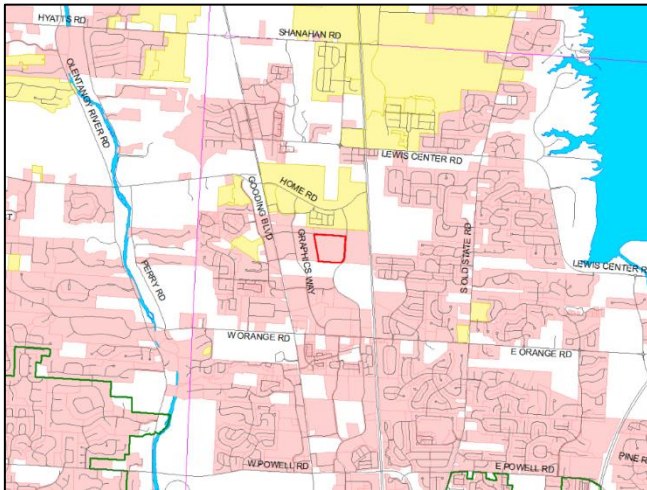 HYATTS RD
SHANAHAN RD
OLENTANGY RIVER RD
LEWIS CENTER RD
HOME RD
GOODING BLVD
GRAPHICS WAY
S OLD STATE RD
LEWIS CENTER RD
PERRY RD
W ORANGE RD
E ORANGE RD
W POWELL RD
E POWELL RD
PINE R